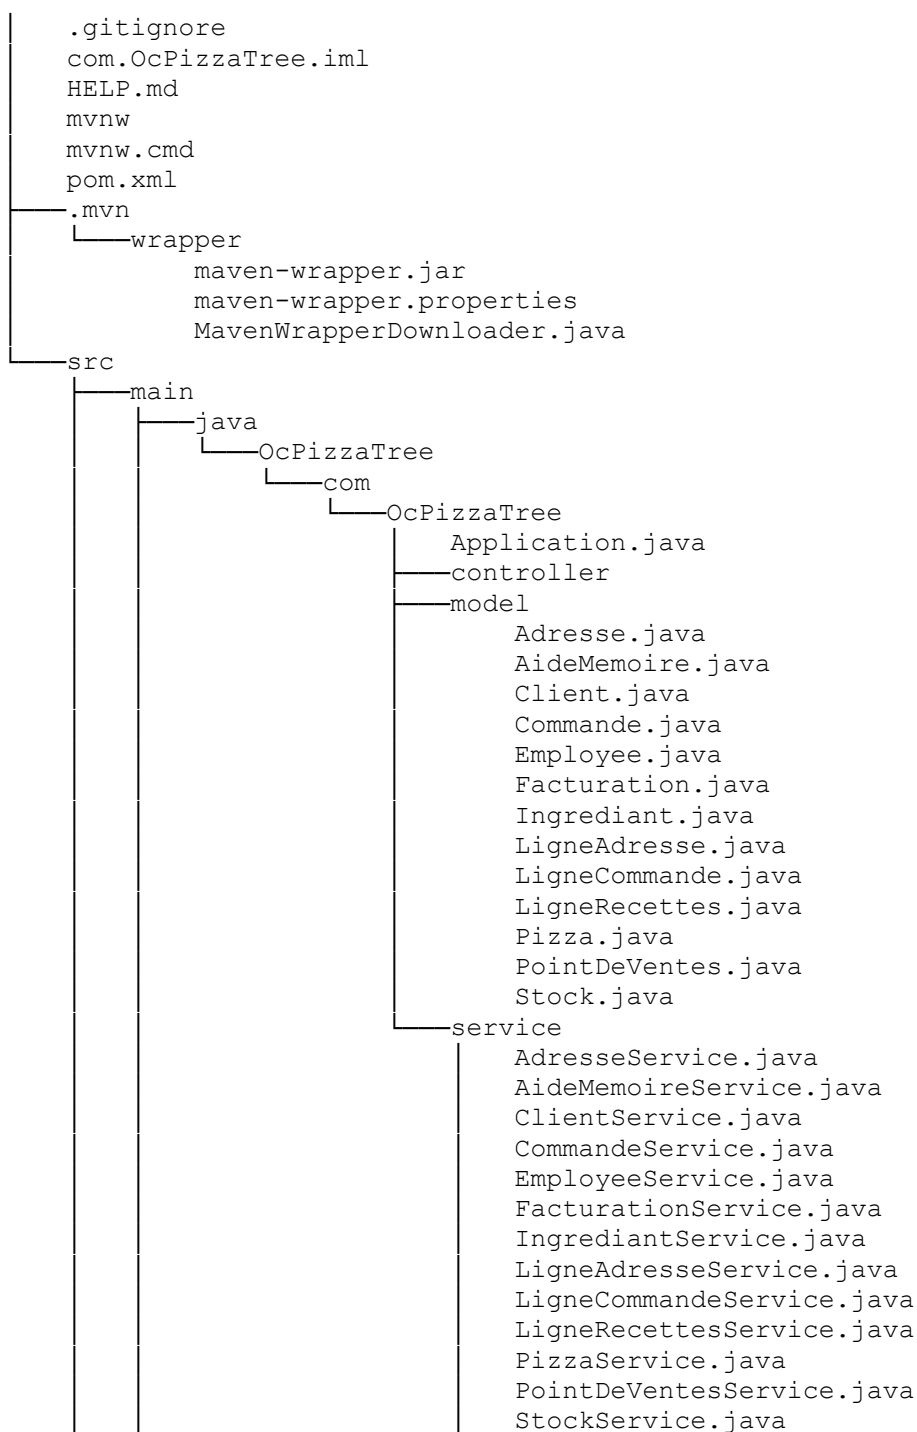 .gitignore
com.OcPizzaTree.iml
HELP.md
mvnw
mvnw.cmd
pom.xml
.mvn
wrapper
maven-wrapper.jar
maven-wrapper.properties
MavenWrapperDownloader.java
src
main
java
OcPizzaTree
com
OcPizzaTree
Application.java
controller
model
Adresse.java
AideMemoire.java
Client.java
Commande.java
Employee.java
Facturation.java
Ingrediant.java
LigneAdresse.java
LigneCommande.java
LigneRecettes.java
Pizza.java
PointDeVentes.java
Stock.java
service
AdresseService.java
AideMemoireService.java
ClientService.java
CommandeService.java
EmployeeService.java
FacturationService.java
IngrediantService.java
LigneAdresseService.java
LigneCommandeService.java
LigneRecettesService.java
PizzaService.java
PointDeVentesService.java
StockService.java